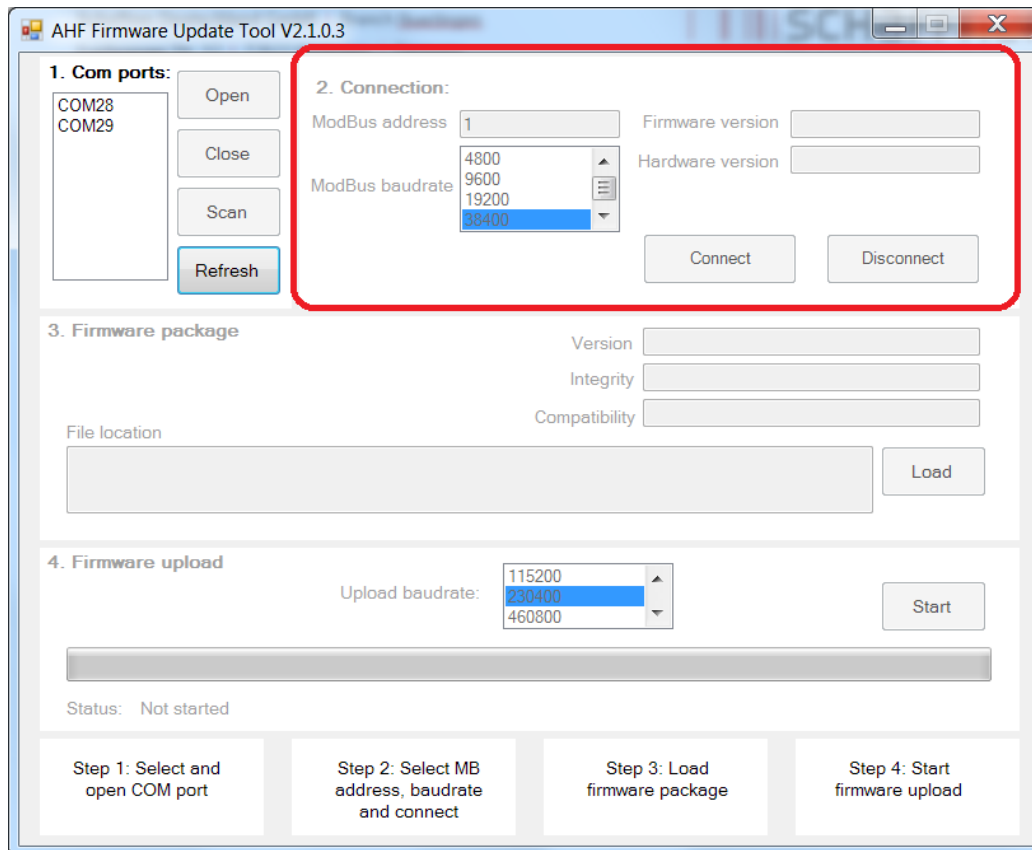 AHF Firmware Update Tool V2.1.0.3
1. Com ports:
COM28
COM29
Open
Close
Scan
Refresh
2. Connection:
ModBus address
1
ModBus baudrate
4800
9600
19200
38400
Firmware version
Hardware version
Connect
Disconnect
3. Firmware package
Version
Integrity
Compatibility
File location
Load
4. Firmware upload
Upload baudrate:
115200
230400
460800
Start
Status: Not started
Step 1: Select and
open COM port
Step 2: Select MB
address, baudrate
and connect
Step 3: Load
firmware package
Step 4: Start
firmware upload